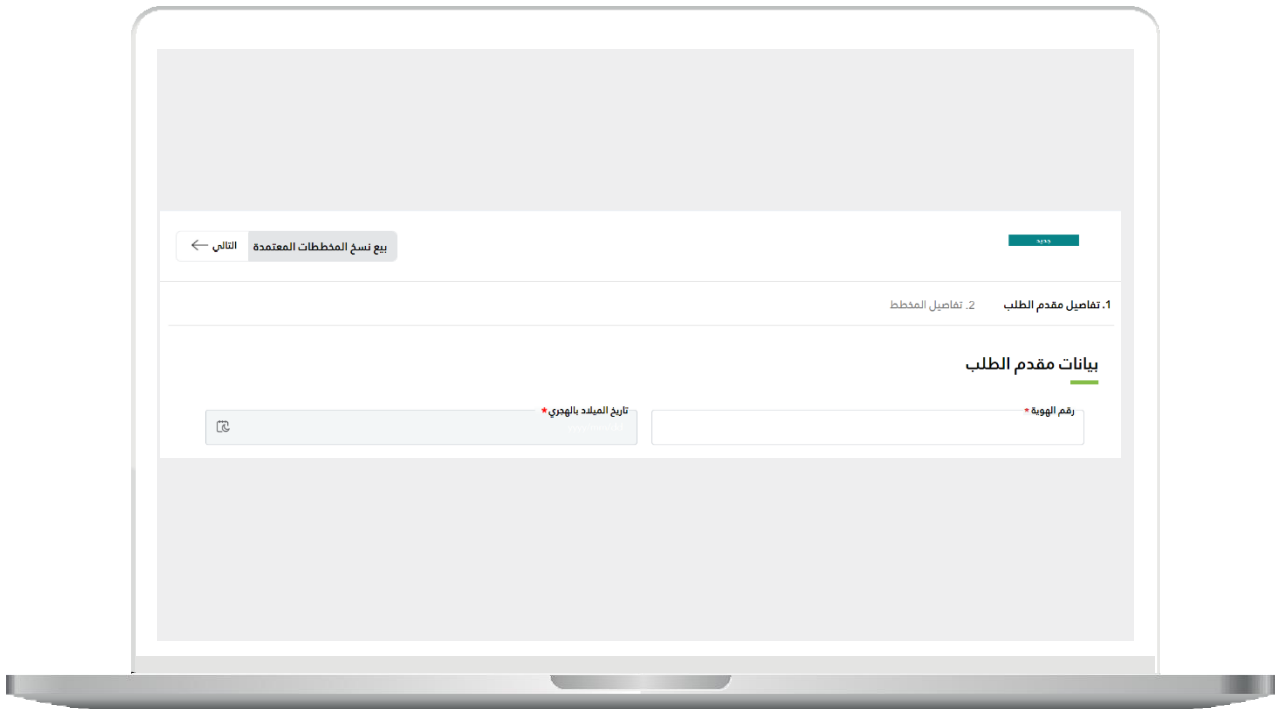 جديد
بيع نسخ المخططات المعتمدة التالي
1. تفاصيل مقدم الطلب 2. تفاصيل المخطط
بيانات مقدم الطلب
رقم الهوية * تاريخ الميلاد بالهجري *